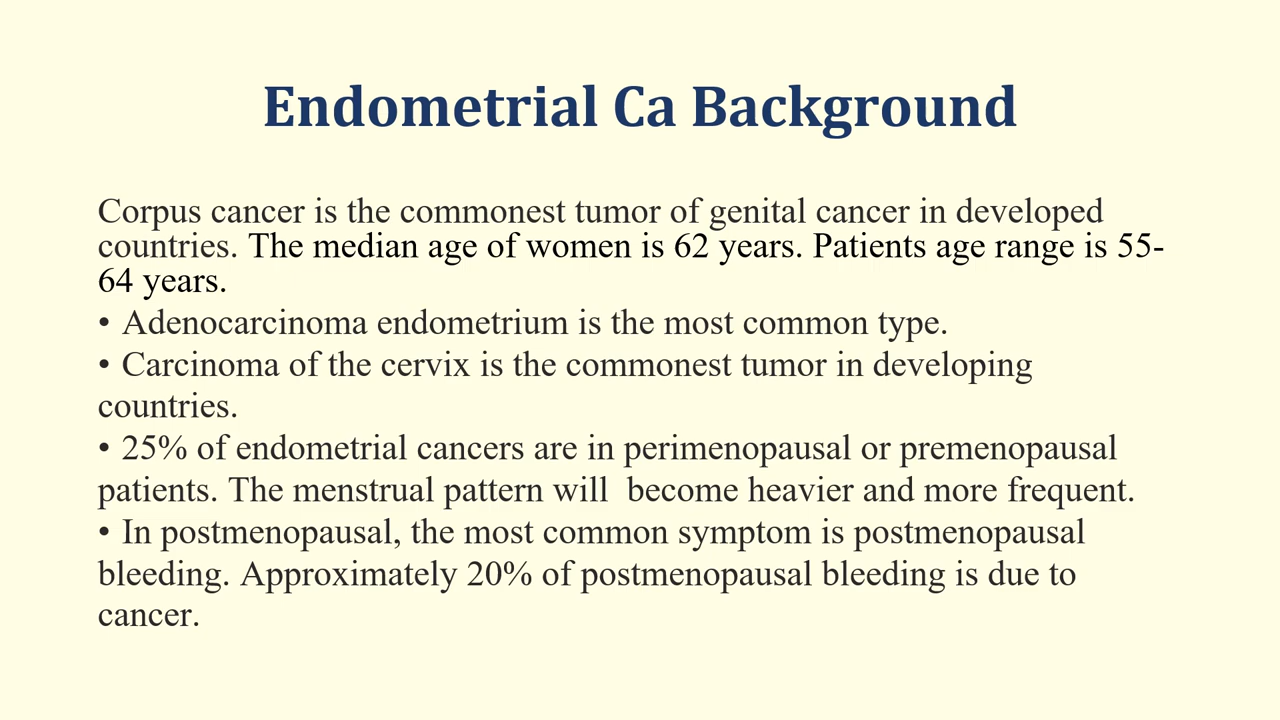 Endometrial Ca Background
Corpus cancer is the commonest tumor of genital cancer in developed
countries. The median age of women is 62 years. Patients age range is 55-
64 years.
• Adenocarcinoma endometrium is the most common type.
• Carcinoma of the cervix is the commonest tumor in developing
countries.
• 25% of endometrial cancers are in perimenopausal or premenopausal
patients. The menstrual pattern will  become heavier and more frequent.
• In postmenopausal, the most common symptom is postmenopausal
bleeding. Approximately 20% of postmenopausal bleeding is due to
cancer.